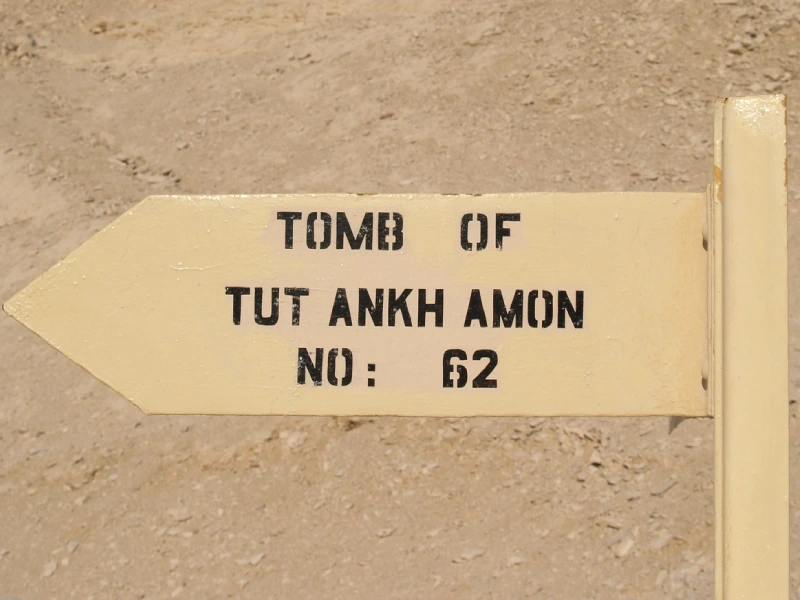 TOMB OF
TUT ANKH AMON
NO: 62